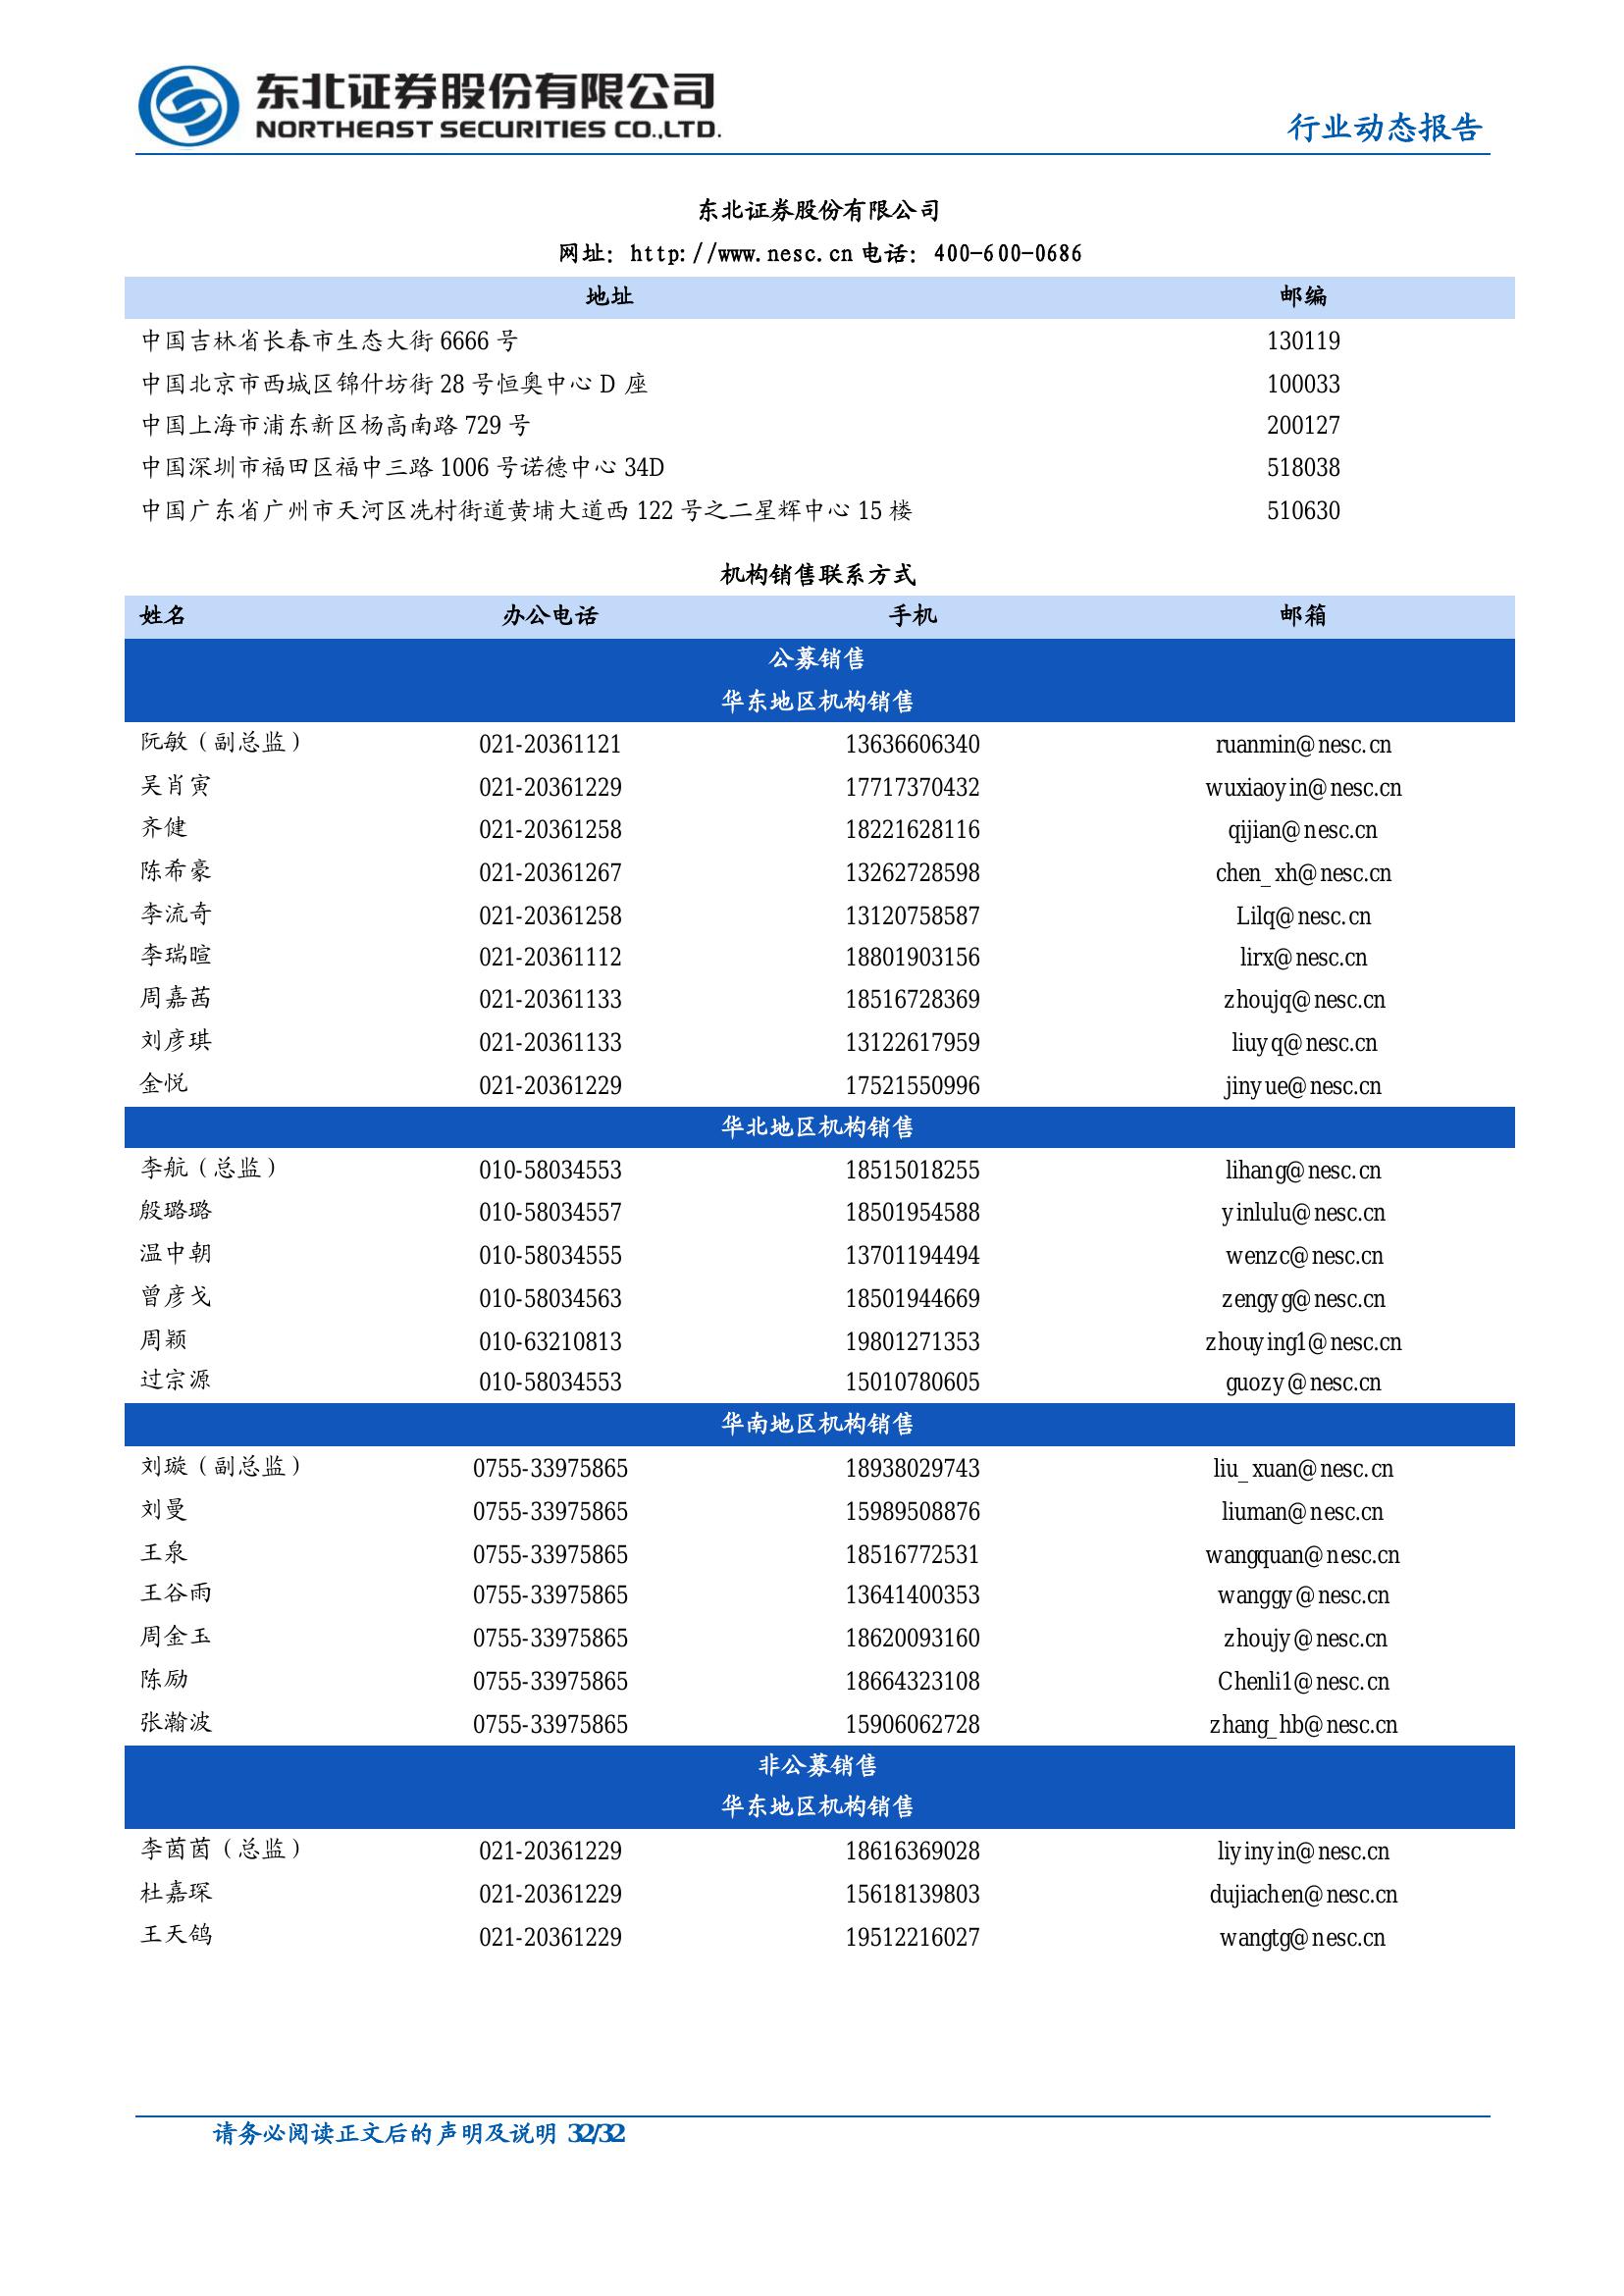 东北证券股份有限公司
NORTHEAST SECURITIES CO.,LTD.
行业动态报告
东北证券股份有限公司
网址：http://www.nesc.cn 电话：400-600-0686
地址 邮编
中国吉林省长春市生态大街 6666 号 130119
中国北京市西城区锦什坊街 28 号恒奥中心 D 座 100033
中国上海市浦东新区杨高南路 729 号 200127
中国深圳市福田区福中三路 1006 号诺德中心 34D 518038
中国广东省广州市天河区冼村街道黄埔大道西 122 号之二星辉中心 15 楼 510630
机构销售联系方式
姓名 办公电话 手机 邮箱
公募销售
华东地区机构销售
阮敏（副总监） 021-20361121 13636606340 ruanmin@nesc.cn
吴肖寅 021-20361229 17717370432 wuxiaoyin@nesc.cn
齐健 021-20361258 18221628116 qijian@nesc.cn
陈希豪 021-20361267 13262728598 chen_xh@nesc.cn
李流奇 021-20361258 13120758587 Lilq@nesc.cn
李瑞暄 021-20361112 18801903156 lirx@nesc.cn
周嘉茜 021-20361133 18516728369 zhoujq@nesc.cn
刘彦琪 021-20361133 13122617959 liuyq@nesc.cn
金悦 021-20361229 17521550996 jinyue@nesc.cn
华北地区机构销售
李航（总监） 010-58034553 18515018255 lihang@nesc.cn
殷璐璐 010-58034557 18501954588 yinlulu@nesc.cn
温中朝 010-58034555 13701194494 wenzc@nesc.cn
曾彦戈 010-58034563 18501944669 zengyg@nesc.cn
周颖 010-63210813 19801271353 zhouying1@nesc.cn
过宗源 010-58034553 15010780605 guozy@nesc.cn
华南地区机构销售
刘璇（副总监） 0755-33975865 18938029743 liu_xuan@nesc.cn
刘曼 0755-33975865 15989508876 liuman@nesc.cn
王泉 0755-33975865 18516772531 wangquan@nesc.cn
王谷雨 0755-33975865 13641400353 wanggy@nesc.cn
周金玉 0755-33975865 18620093160 zhoujy@nesc.cn
陈励 0755-33975865 18664323108 Chenli1@nesc.cn
张瀚波 0755-33975865 15906062728 zhang_hb@nesc.cn
非公募销售
华东地区机构销售
李茵茵（总监） 021-20361229 18616369028 liyinyin@nesc.cn
杜嘉琛 021-20361229 15618139803 dujiachen@nesc.cn
王天鸽 021-20361229 19512216027 wangtg@nesc.cn
请务必阅读正文后的声明及说明 32/32